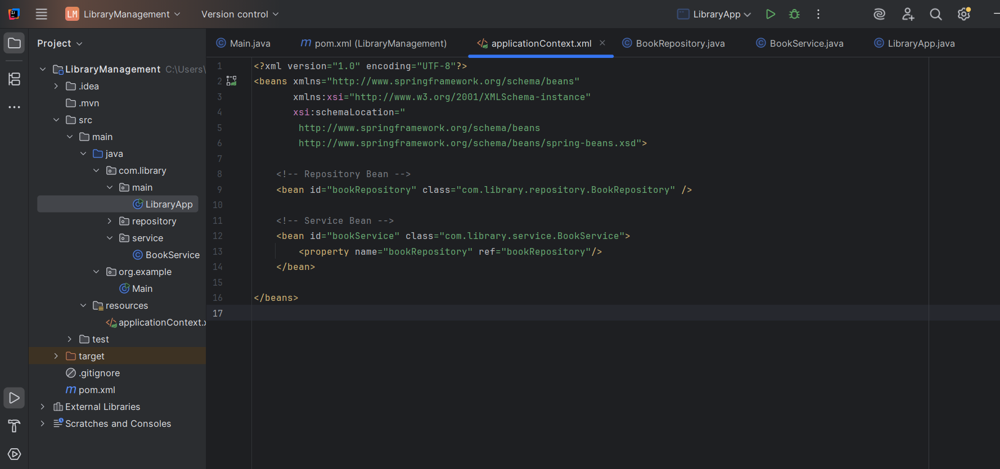 LM LibraryManagement Version control LibraryApp
Project
Main.java pom.xml (LibraryManagement) applicationContext.xml BookRepository.java BookService.java LibraryApp.java
LibraryManagement C:\Users\
.idea
.mvn
src
main
java
com.library
main
LibraryApp
repository
service
BookService
org.example
Main
resources
applicationContext.x
test
target
.gitignore
pom.xml
External Libraries
Scratches and Consoles
1 <?xml version="1.0" encoding="UTF-8"?>
2 <beans xmlns="http://www.springframework.org/schema/beans"
3 xmlns:xsi="http://www.w3.org/2001/XMLSchema-instance"
4 xsi:schemaLocation="
5 http://www.springframework.org/schema/beans
6 http://www.springframework.org/schema/beans/spring-beans.xsd">
7
8 <!-- Repository Bean -->
9 <bean id="bookRepository" class="com.library.repository.BookRepository" />
10
11 <!-- Service Bean -->
12 <bean id="bookService" class="com.library.service.BookService">
13 <property name="bookRepository" ref="bookRepository"/>
14 </bean>
15
16 </beans>
17